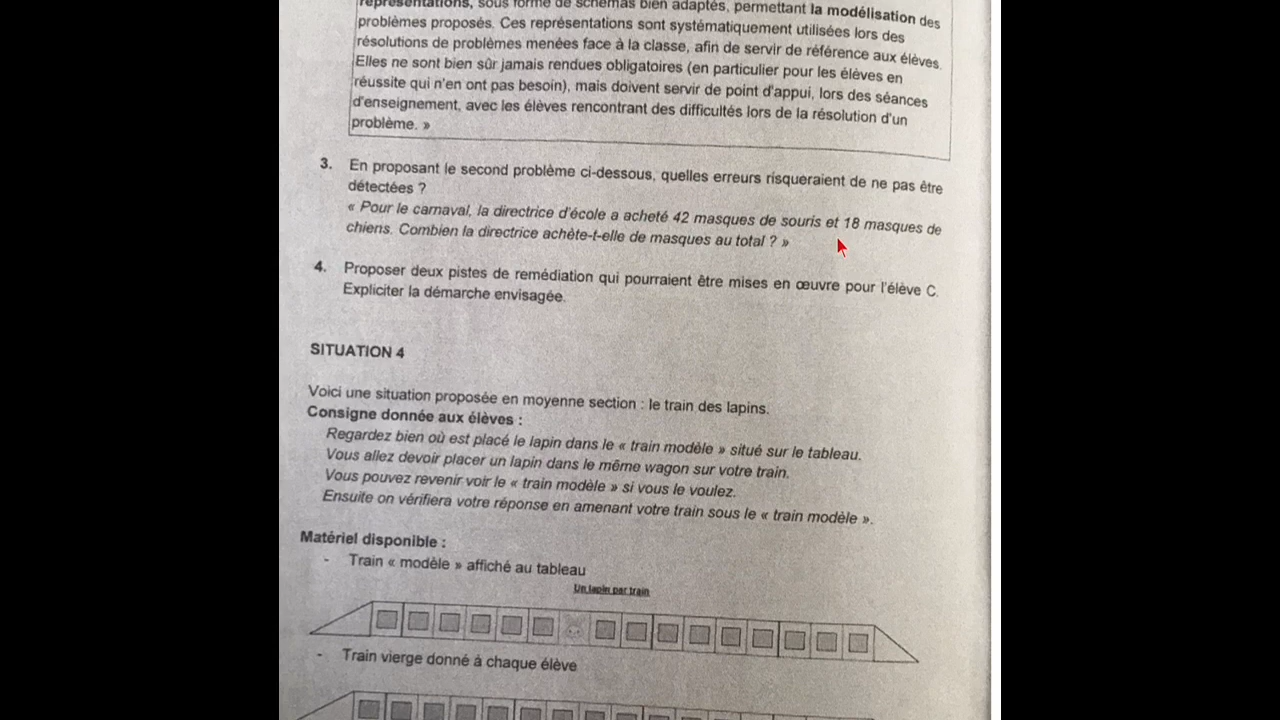 représentations, sous forme de schémas bien adaptés, permettant la modélisation des
problèmes proposés. Ces représentations sont systématiquement utilisées lors des
résolutions de problèmes menées face à la classe, afin de servir de référence aux élèves.
Elles ne sont bien sûr jamais rendues obligatoires (en particulier pour les élèves en
réussite qui n'en ont pas besoin), mais doivent servir de point d'appui, lors des séances
d'enseignement, avec les élèves rencontrant des difficultés lors de la résolution d'un
problème. »
3. En proposant le second problème ci-dessous, quelles erreurs risqueraient de ne pas être
détectées ?
« Pour le carnaval, la directrice d'école a acheté 42 masques de souris et 18 masques de
chiens. Combien la directrice achète-t-elle de masques au total ? »
4. Proposer deux pistes de remédiation qui pourraient être mises en œuvre pour l'élève C.
Expliciter la démarche envisagée.
SITUATION 4
Voici une situation proposée en moyenne section : le train des lapins.
Consigne donnée aux élèves :
Regardez bien où est placé le lapin dans le « train modèle » situé sur le tableau.
Vous allez devoir placer un lapin dans le même wagon sur votre train.
Vous pouvez revenir voir le « train modèle » si vous le voulez.
Ensuite on vérifiera votre réponse en amenant votre train sous le « train modèle ».
Matériel disponible :
- Train « modèle » affiché au tableau
Un lapin par train
- Train vierge donné à chaque élève